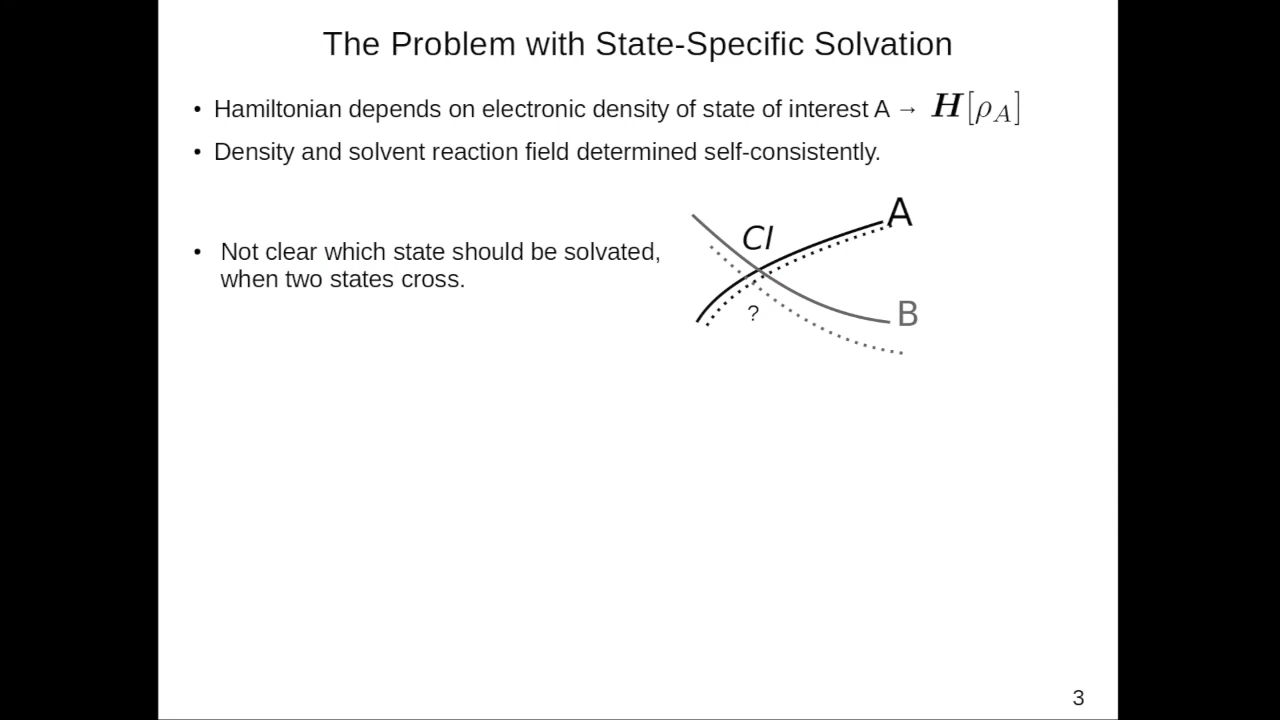 The Problem with State-Specific Solvation
• Hamiltonian depends on electronic density of state of interest A → H[ρ_A]
• Density and solvent reaction field determined self-consistently.
• Not clear which state should be solvated,
when two states cross.
A
CI
B
?
3